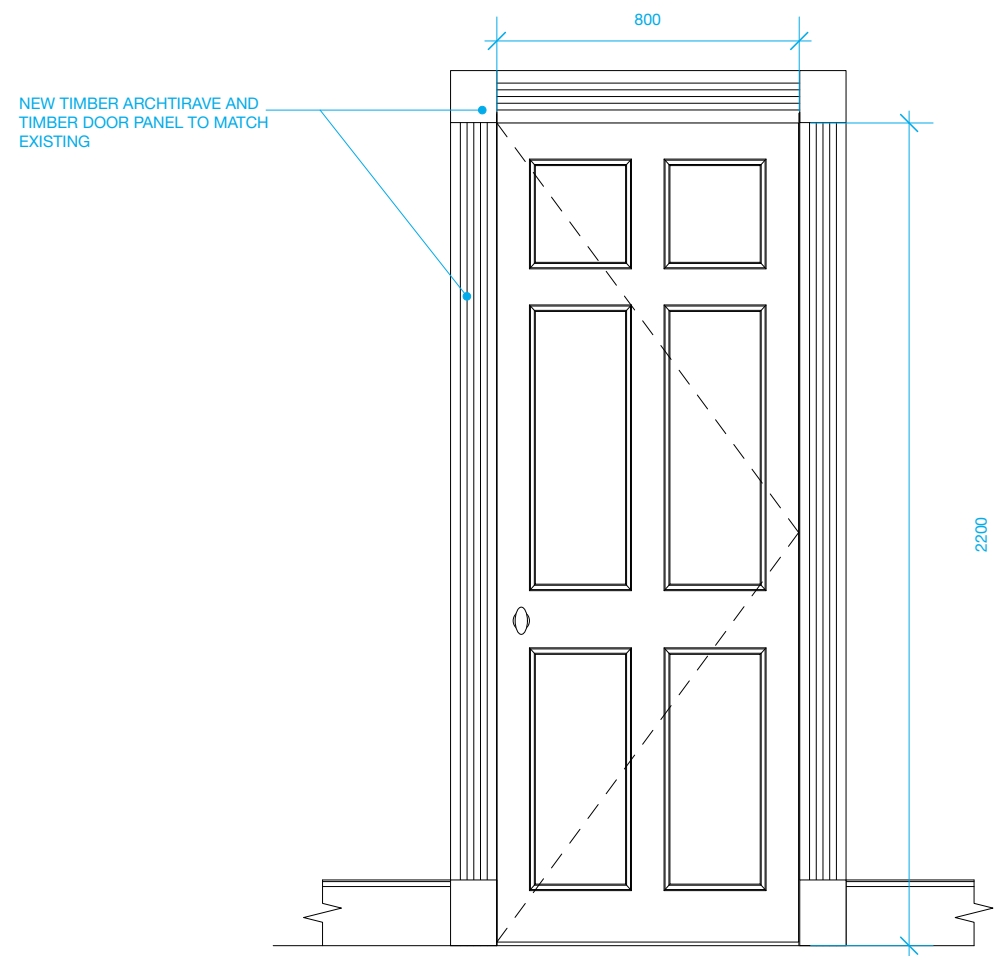 800
NEW TIMBER ARCHTIRAVE AND
TIMBER DOOR PANEL TO MATCH
EXISTING
2200